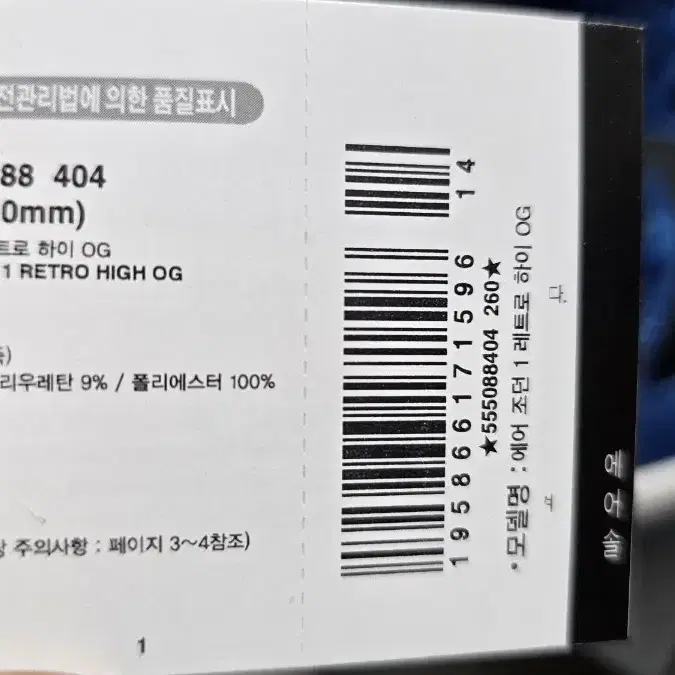 전관리법에 의한 품질표시
88 404
0mm)
트로 하이 OG
1 RETRO HIGH OG
리우레탄 9% / 폴리에스터 100%
주의사항 : 페이지 3~4참조)
1
14
195866171596
★555088404 260★
• 모델명 : 에어 조던 1 레트로 하이 OG
에어솔